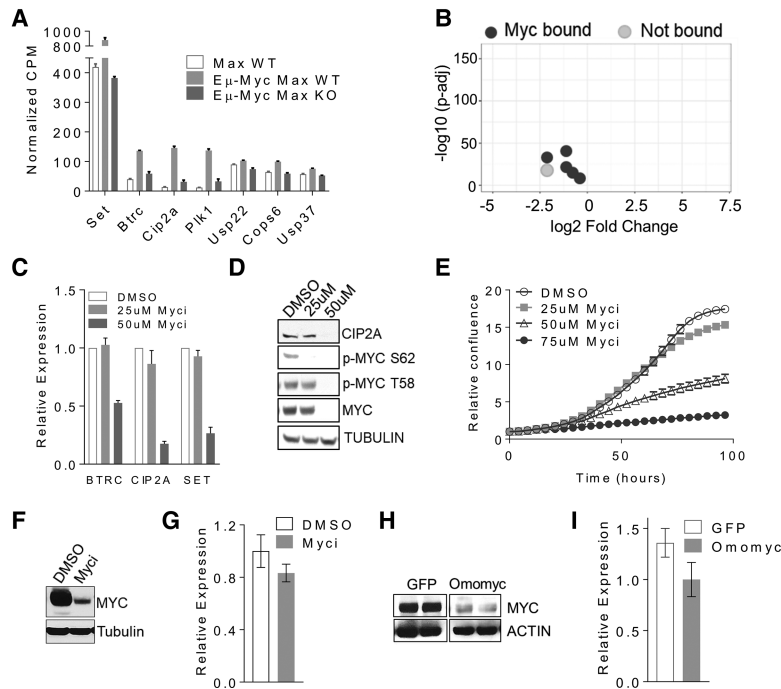 A
Normalized CPM
1000
800
400
300
200
100
0
Max WT
Eμ-Myc Max WT
Eμ-Myc Max KO
Set
Btrc
Cip2a
Plk1
Usp22
Cops6
Usp37
B
Myc bound
Not bound
-log10 (p-adj)
150
100
50
0
-5
-2.5
0
2.5
5
7.5
log2 Fold Change
C
Relative Expression
1.5
1.0
0.5
0.0
DMSO
25uM Myci
50uM Myci
BTRC
CIP2A
SET
D
DMSO
25uM
50uM
CIP2A
p-MYC S62
p-MYC T58
MYC
TUBULIN
E
Relative confluence
20
15
10
5
0
DMSO
25uM Myci
50uM Myci
75uM Myci
0
50
100
Time (hours)
F
DMSO
Myci
MYC
Tubulin
G
Relative Expression
1.2
0.8
0.4
0.0
DMSO
Myci
H
GFP
Omomyc
MYC
ACTIN
I
Relative Expression
1.5
1.0
0.5
0.0
GFP
Omomyc